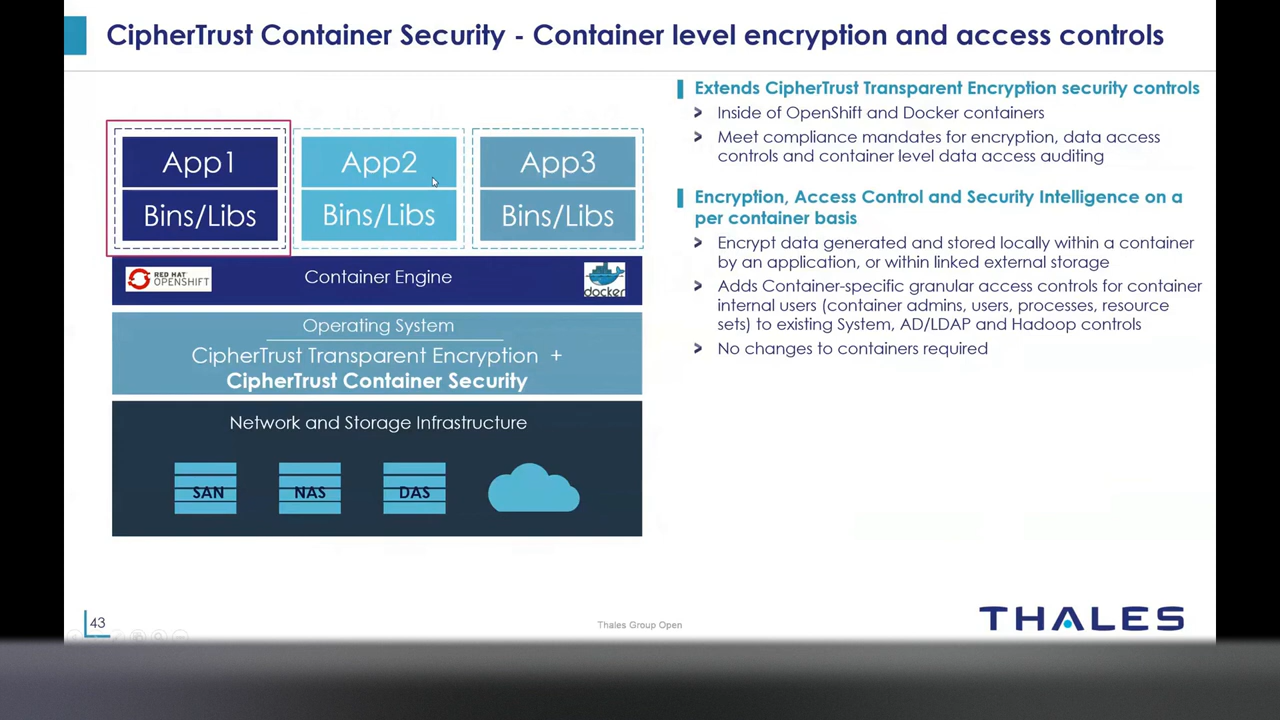 CipherTrust Container Security - Container level encryption and access controls
App1
Bins/Libs
App2
Bins/Libs
App3
Bins/Libs
RED HAT
OPENSHIFT
Container Engine
docker
Operating System
CipherTrust Transparent Encryption +
CipherTrust Container Security
Network and Storage Infrastructure
SAN
NAS
DAS
Extends CipherTrust Transparent Encryption security controls
Inside of OpenShift and Docker containers
Meet compliance mandates for encryption, data access
controls and container level data access auditing
Encryption, Access Control and Security Intelligence on a
per container basis
Encrypt data generated and stored locally within a container
by an application, or within linked external storage
Adds Container-specific granular access controls for container
internal users (container admins, users, processes, resource
sets) to existing System, AD/LDAP and Hadoop controls
No changes to containers required
43
Thales Group Open
THALES